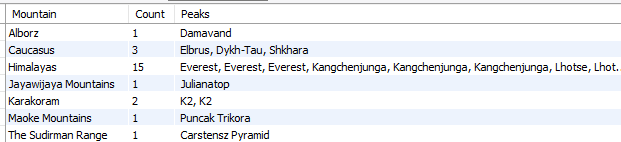 Mountain Count Peaks
Alborz 1 Damavand
Caucasus 3 Elbrus, Dykh-Tau, Shkhara
Himalayas 15 Everest, Everest, Everest, Kangchenjunga, Kangchenjunga, Kangchenjunga, Lhotse, Lhot...
Jayawijaya Mountains 1 Julianatop
Karakoram 2 K2, K2
Maoke Mountains 1 Puncak Trikora
The Sudirman Range 1 Carstensz Pyramid